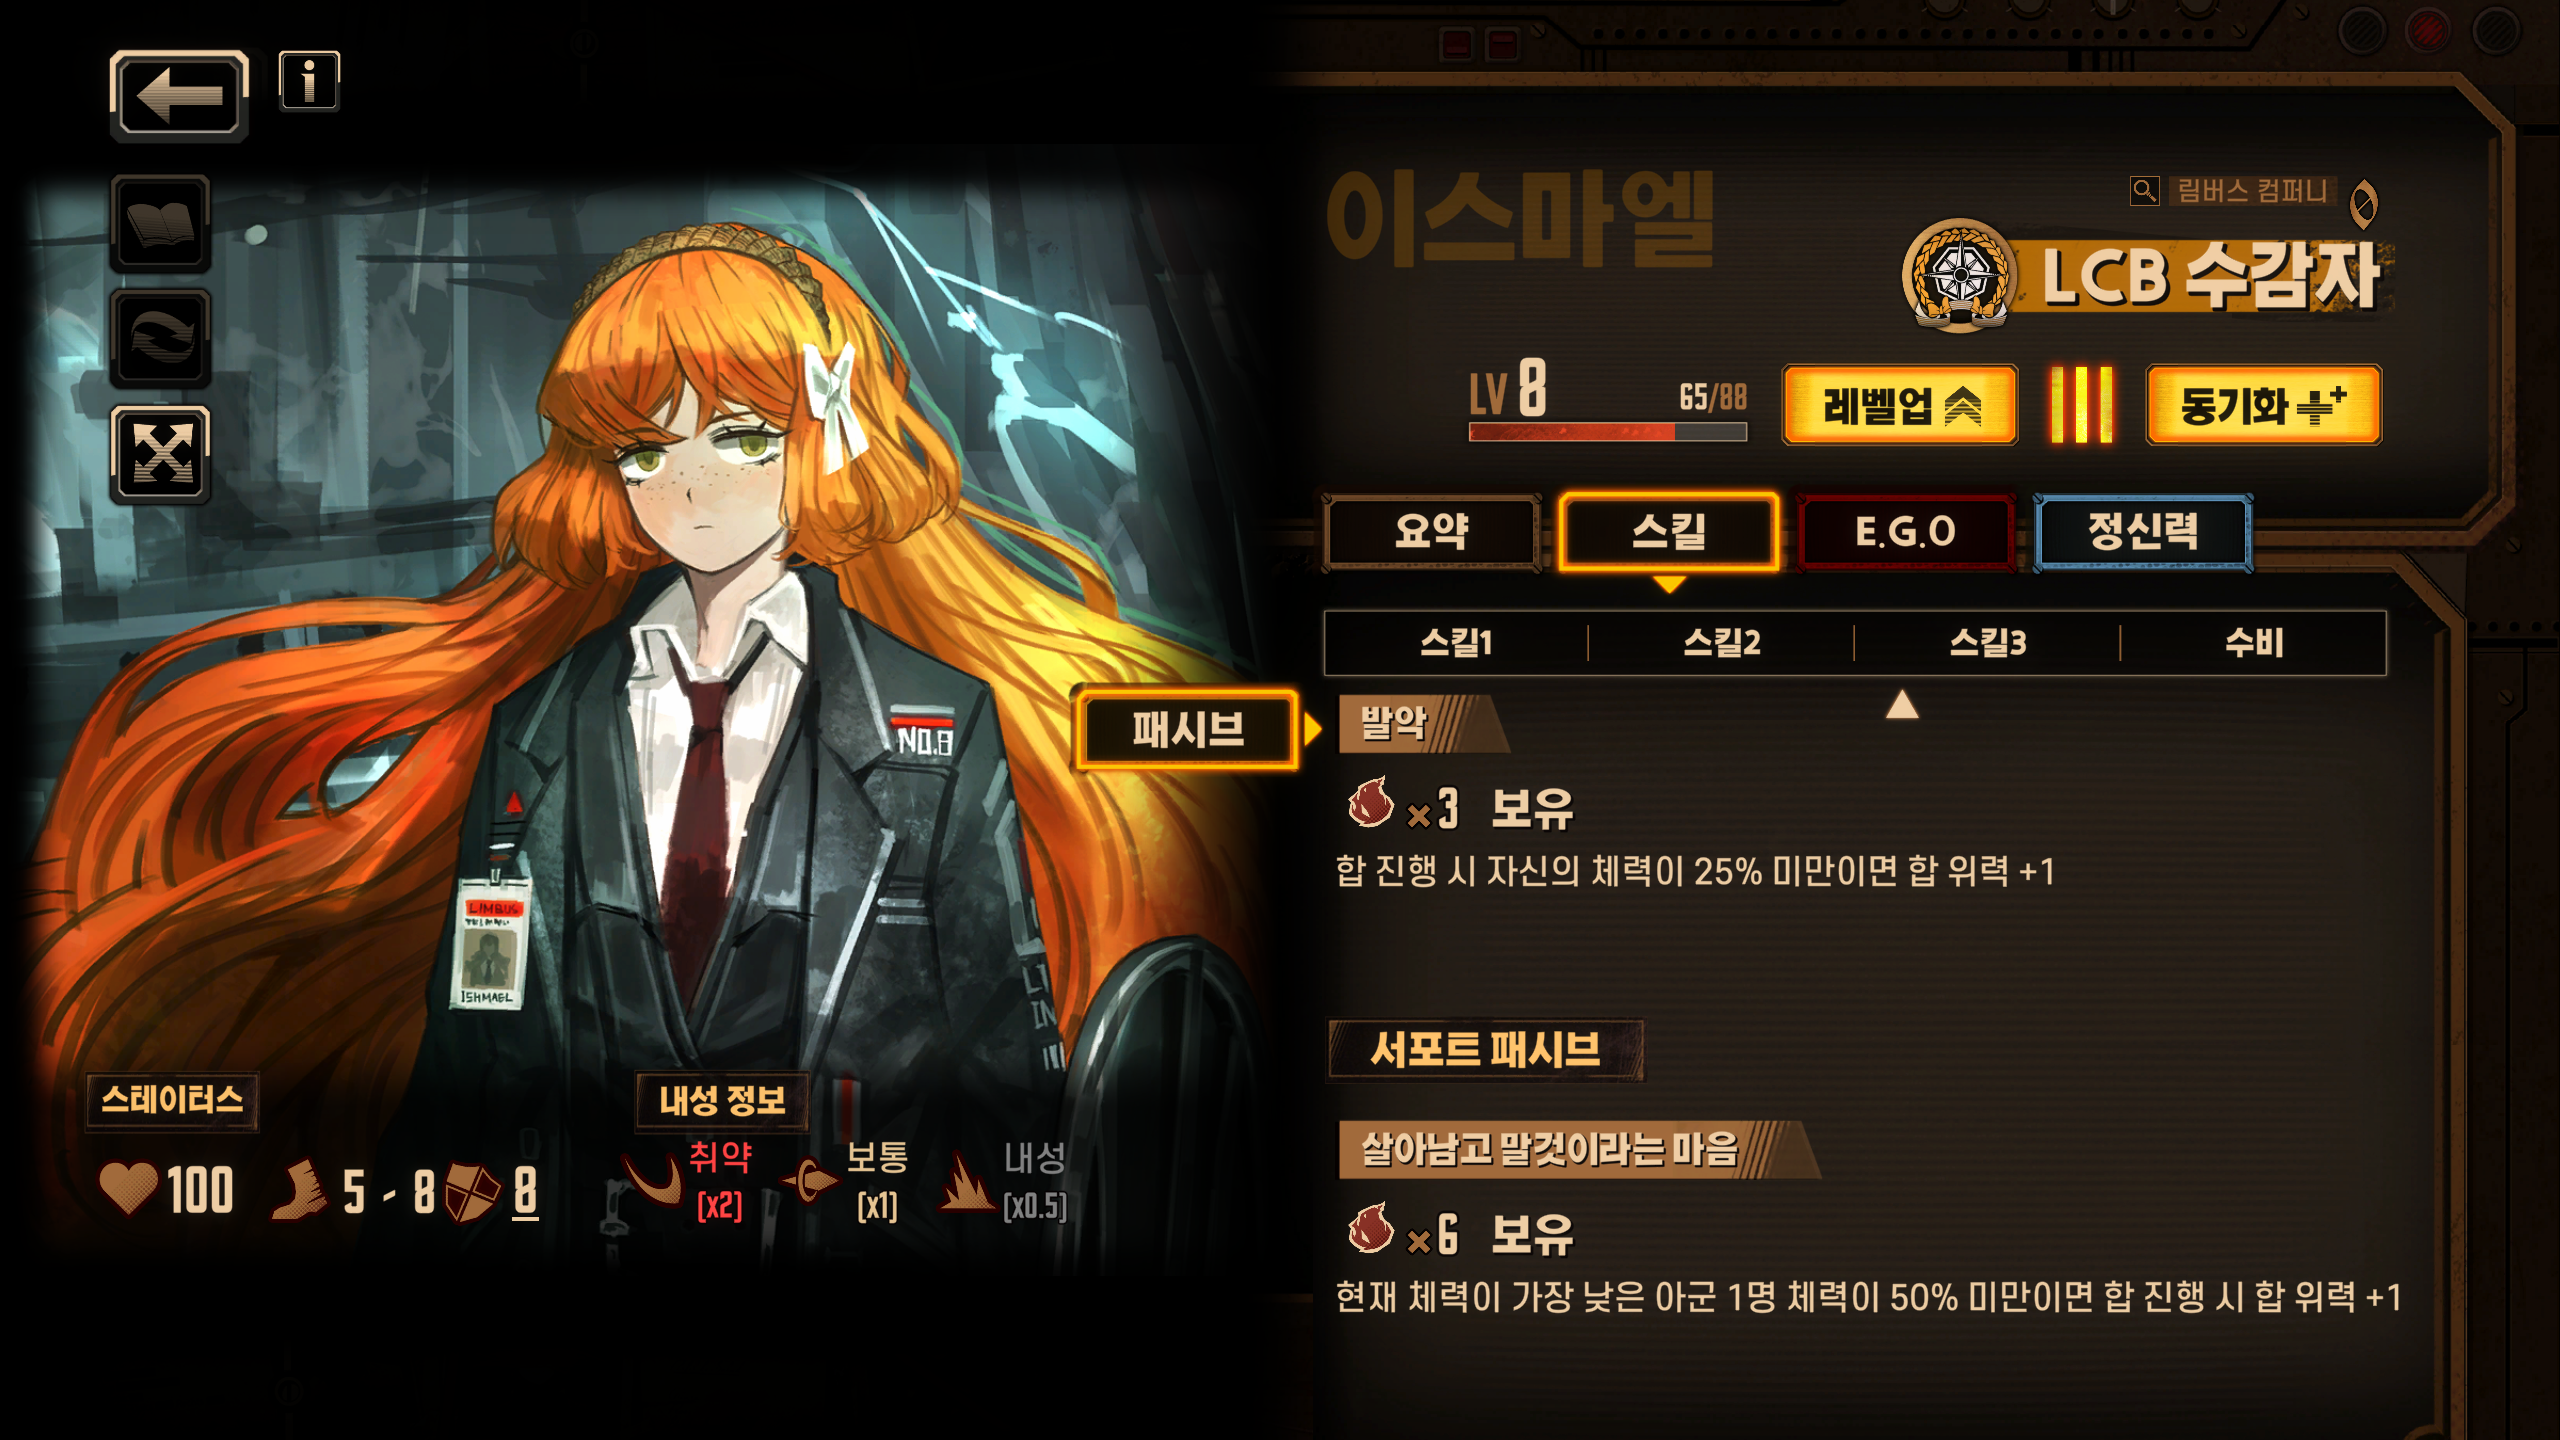 이스마엘
림버스 컴퍼니
LCB 수감자
LV 8
65/88
레벨업
동기화
요약
스킬
E.G.O
정신력
스킬1
스킬2
스킬3
수비
패시브
발악
×3 보유
합 진행 시 자신의 체력이 25% 미만이면 합 위력 +1
서포트 패시브
살아남고 말것이라는 마음
×6 보유
현재 체력이 가장 낮은 아군 1명 체력이 50% 미만이면 합 진행 시 합 위력 +1
NO.8
LIMBUS
ISHMAEL
스테이터스
100
5 - 8
8
내성 정보
취약
[x2]
보통
[x1]
내성
[x0.5]